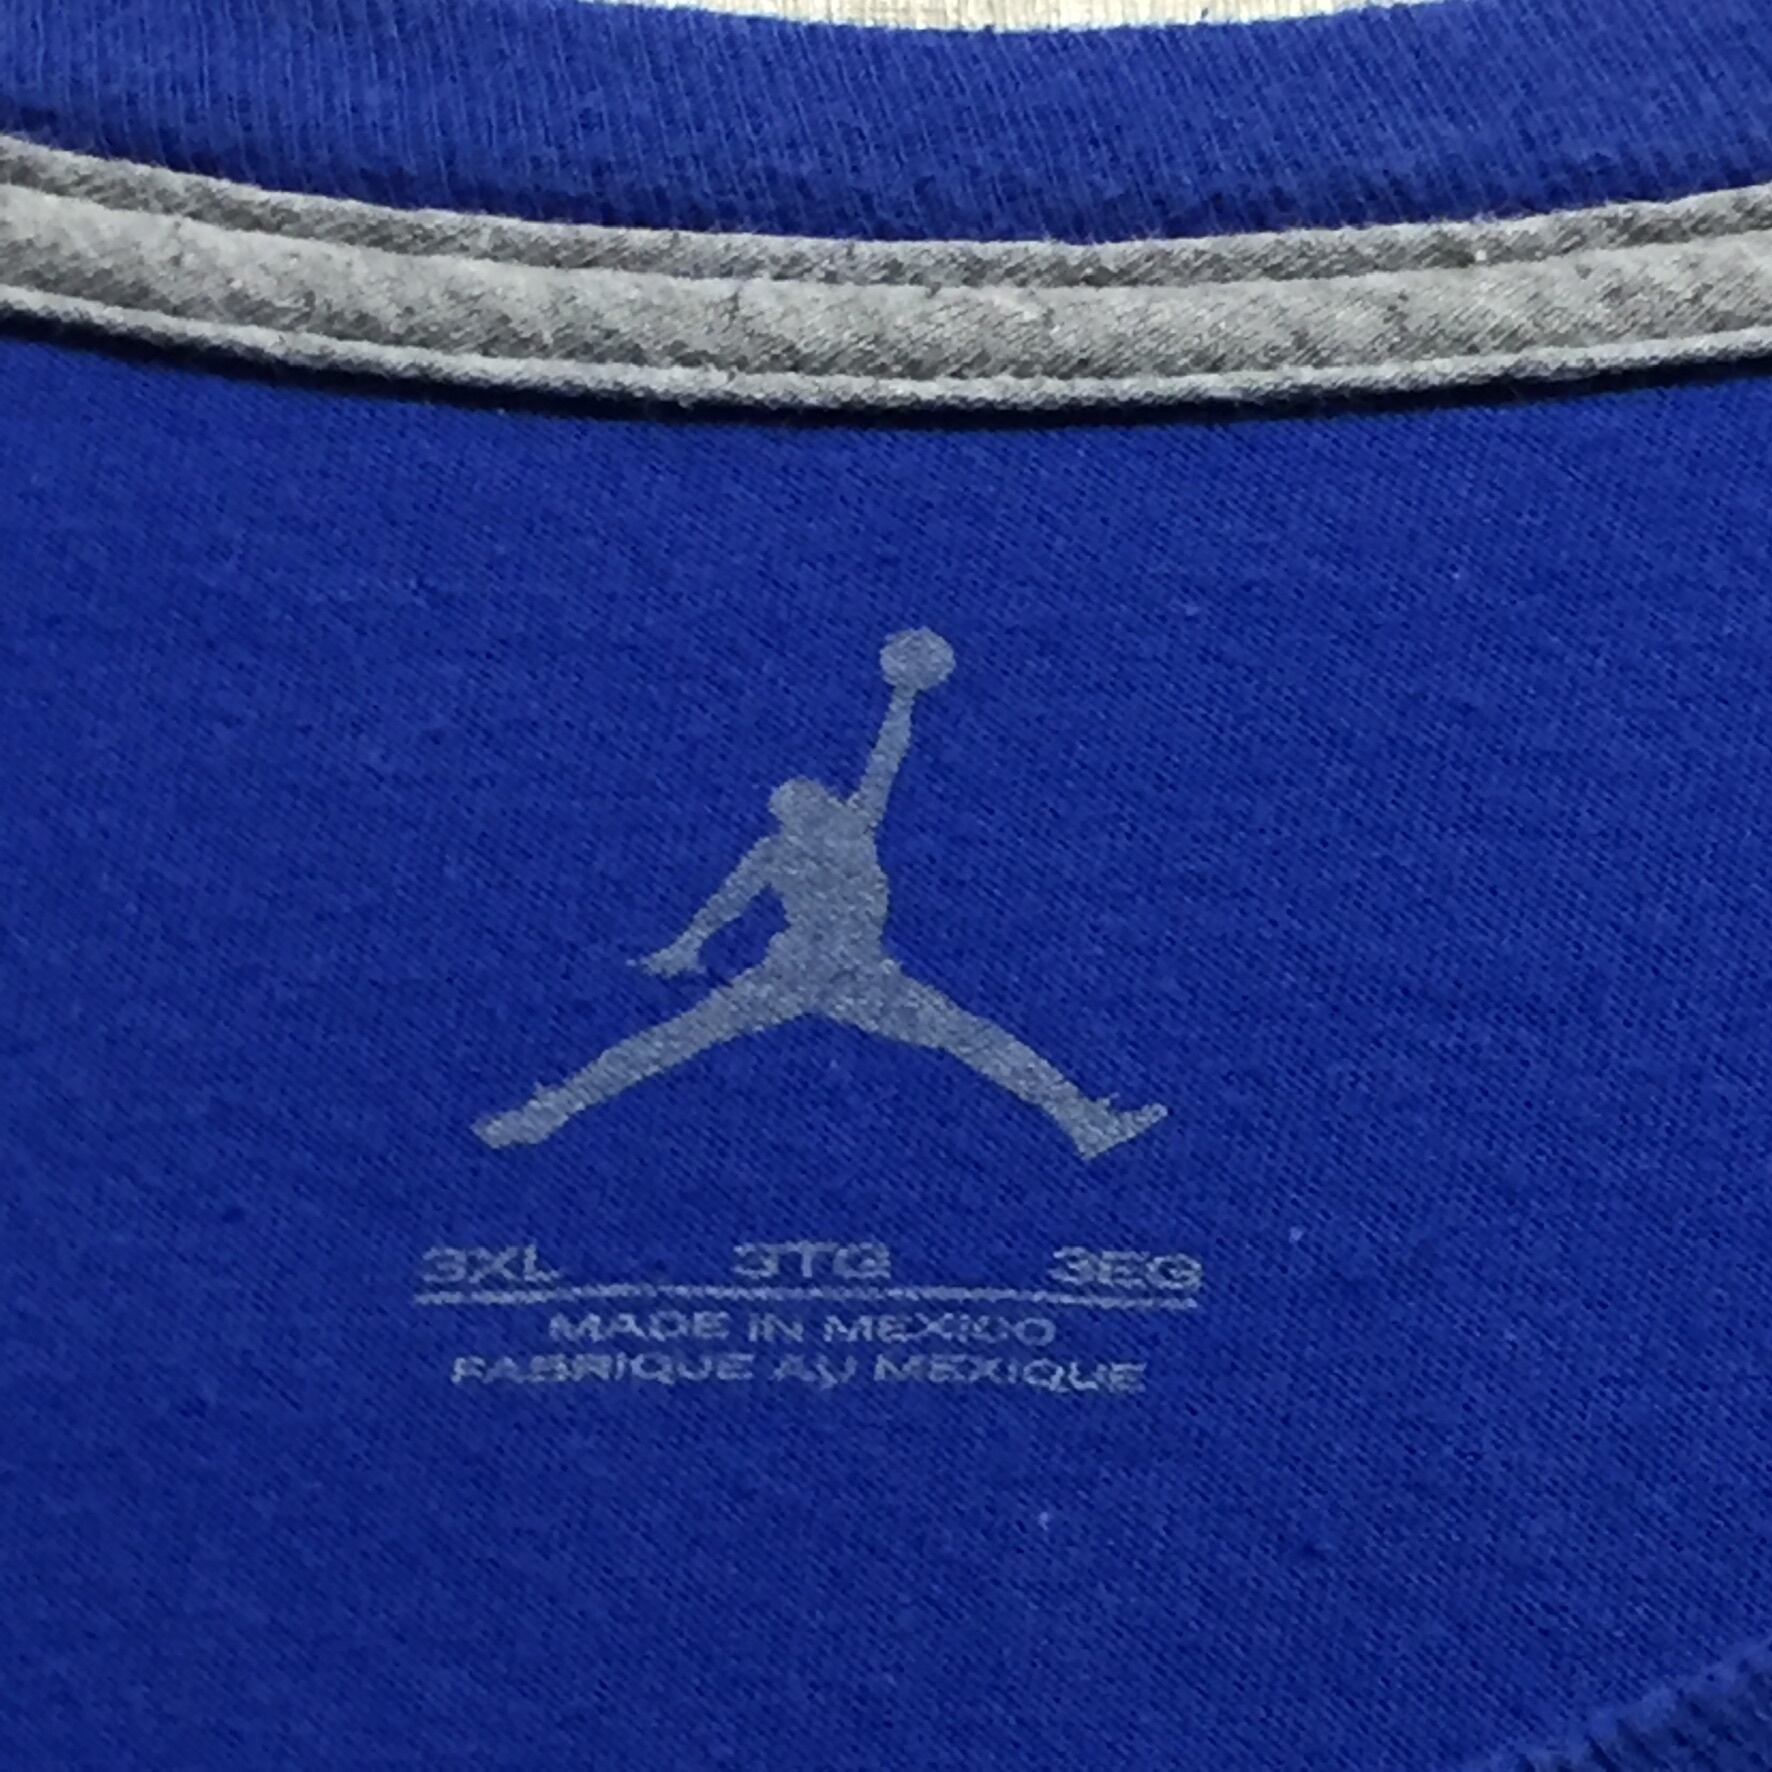 3XL 3TG 3EG
MADE IN MEXICO
FABRIQUE AU MEXIQUE